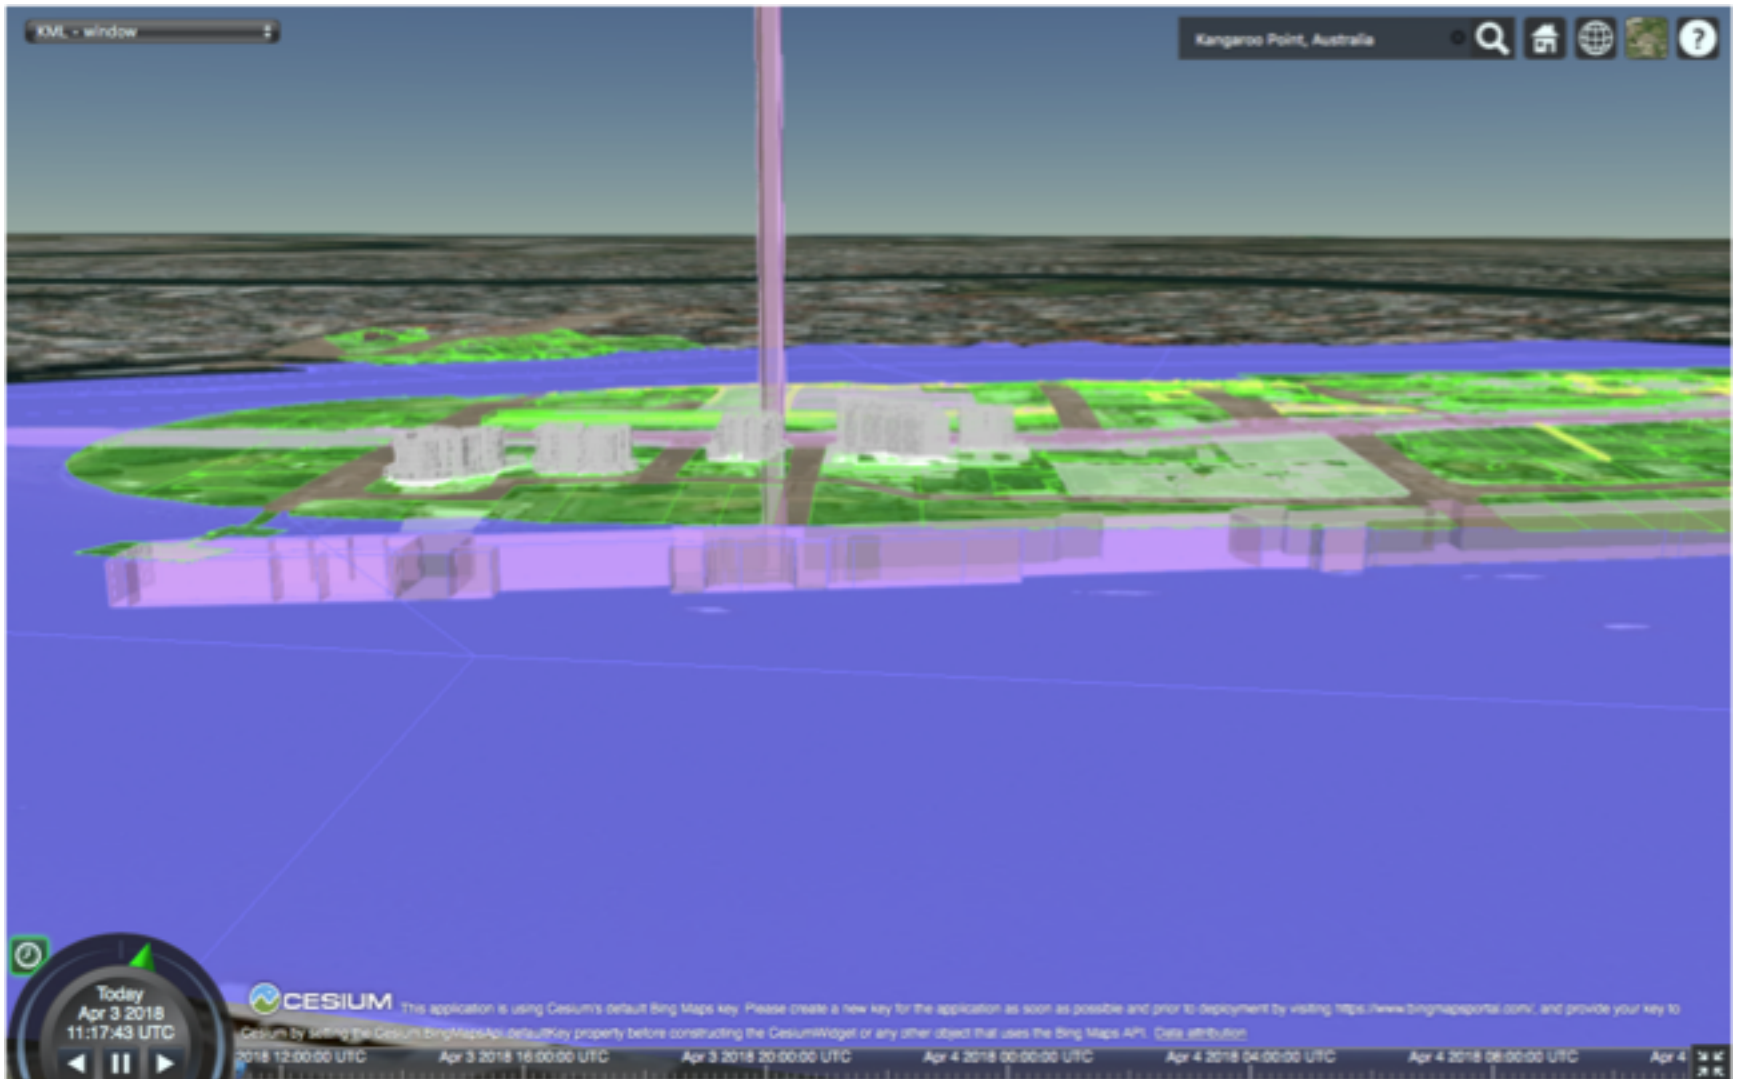 KML - window
Kangaroo Point, Australia
?
Today
Apr 3 2018
11:17:43 UTC
CESIUM This application is using Cesium's default Bing Maps key. Please create a new key for the application as soon as possible and prior to deployment by visiting https://www.bingmapsportal.com/, and provide your key to
Cesium by setting the Cesium.BingMapsApi.defaultKey property before constructing the CesiumWidget or any other object that uses the Bing Maps API. Data attribution
2018 12:00:00 UTC Apr 3 2018 16:00:00 UTC Apr 3 2018 20:00:00 UTC Apr 4 2018 00:00:00 UTC Apr 4 2018 04:00:00 UTC Apr 4 2018 08:00:00 UTC Apr 4